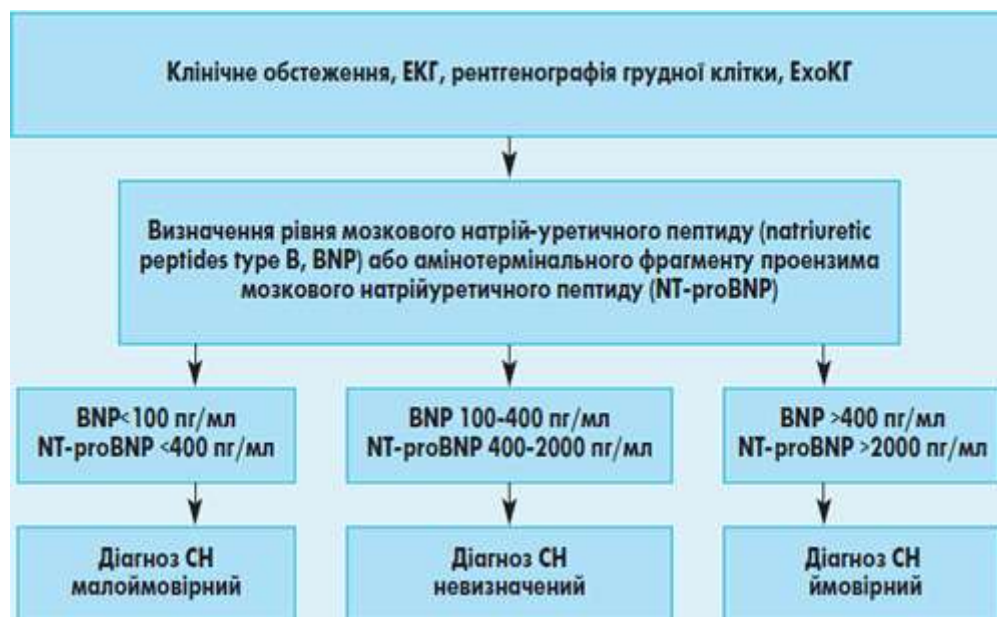 Клінічне обстеження, ЕКГ, рентгенографія грудної клітки, ЕхоКГ
Визначення рівня мозкового натрій-уретичного пептиду (natriuretic
peptides type B, BNP) або амінотермінального фрагменту проензима
мозкового натрійуретичного пептиду (NT-proBNP)
BNP<100 пг/мл
NT-proBNP <400 пг/мл
BNP 100-400 пг/мл
NT-proBNP 400-2000 пг/мл
BNP >400 пг/мл
NT-proBNP >2000 пг/мл
Діагноз СН
малоймовірний
Діагноз СН
невизначений
Діагноз СН
ймовірний